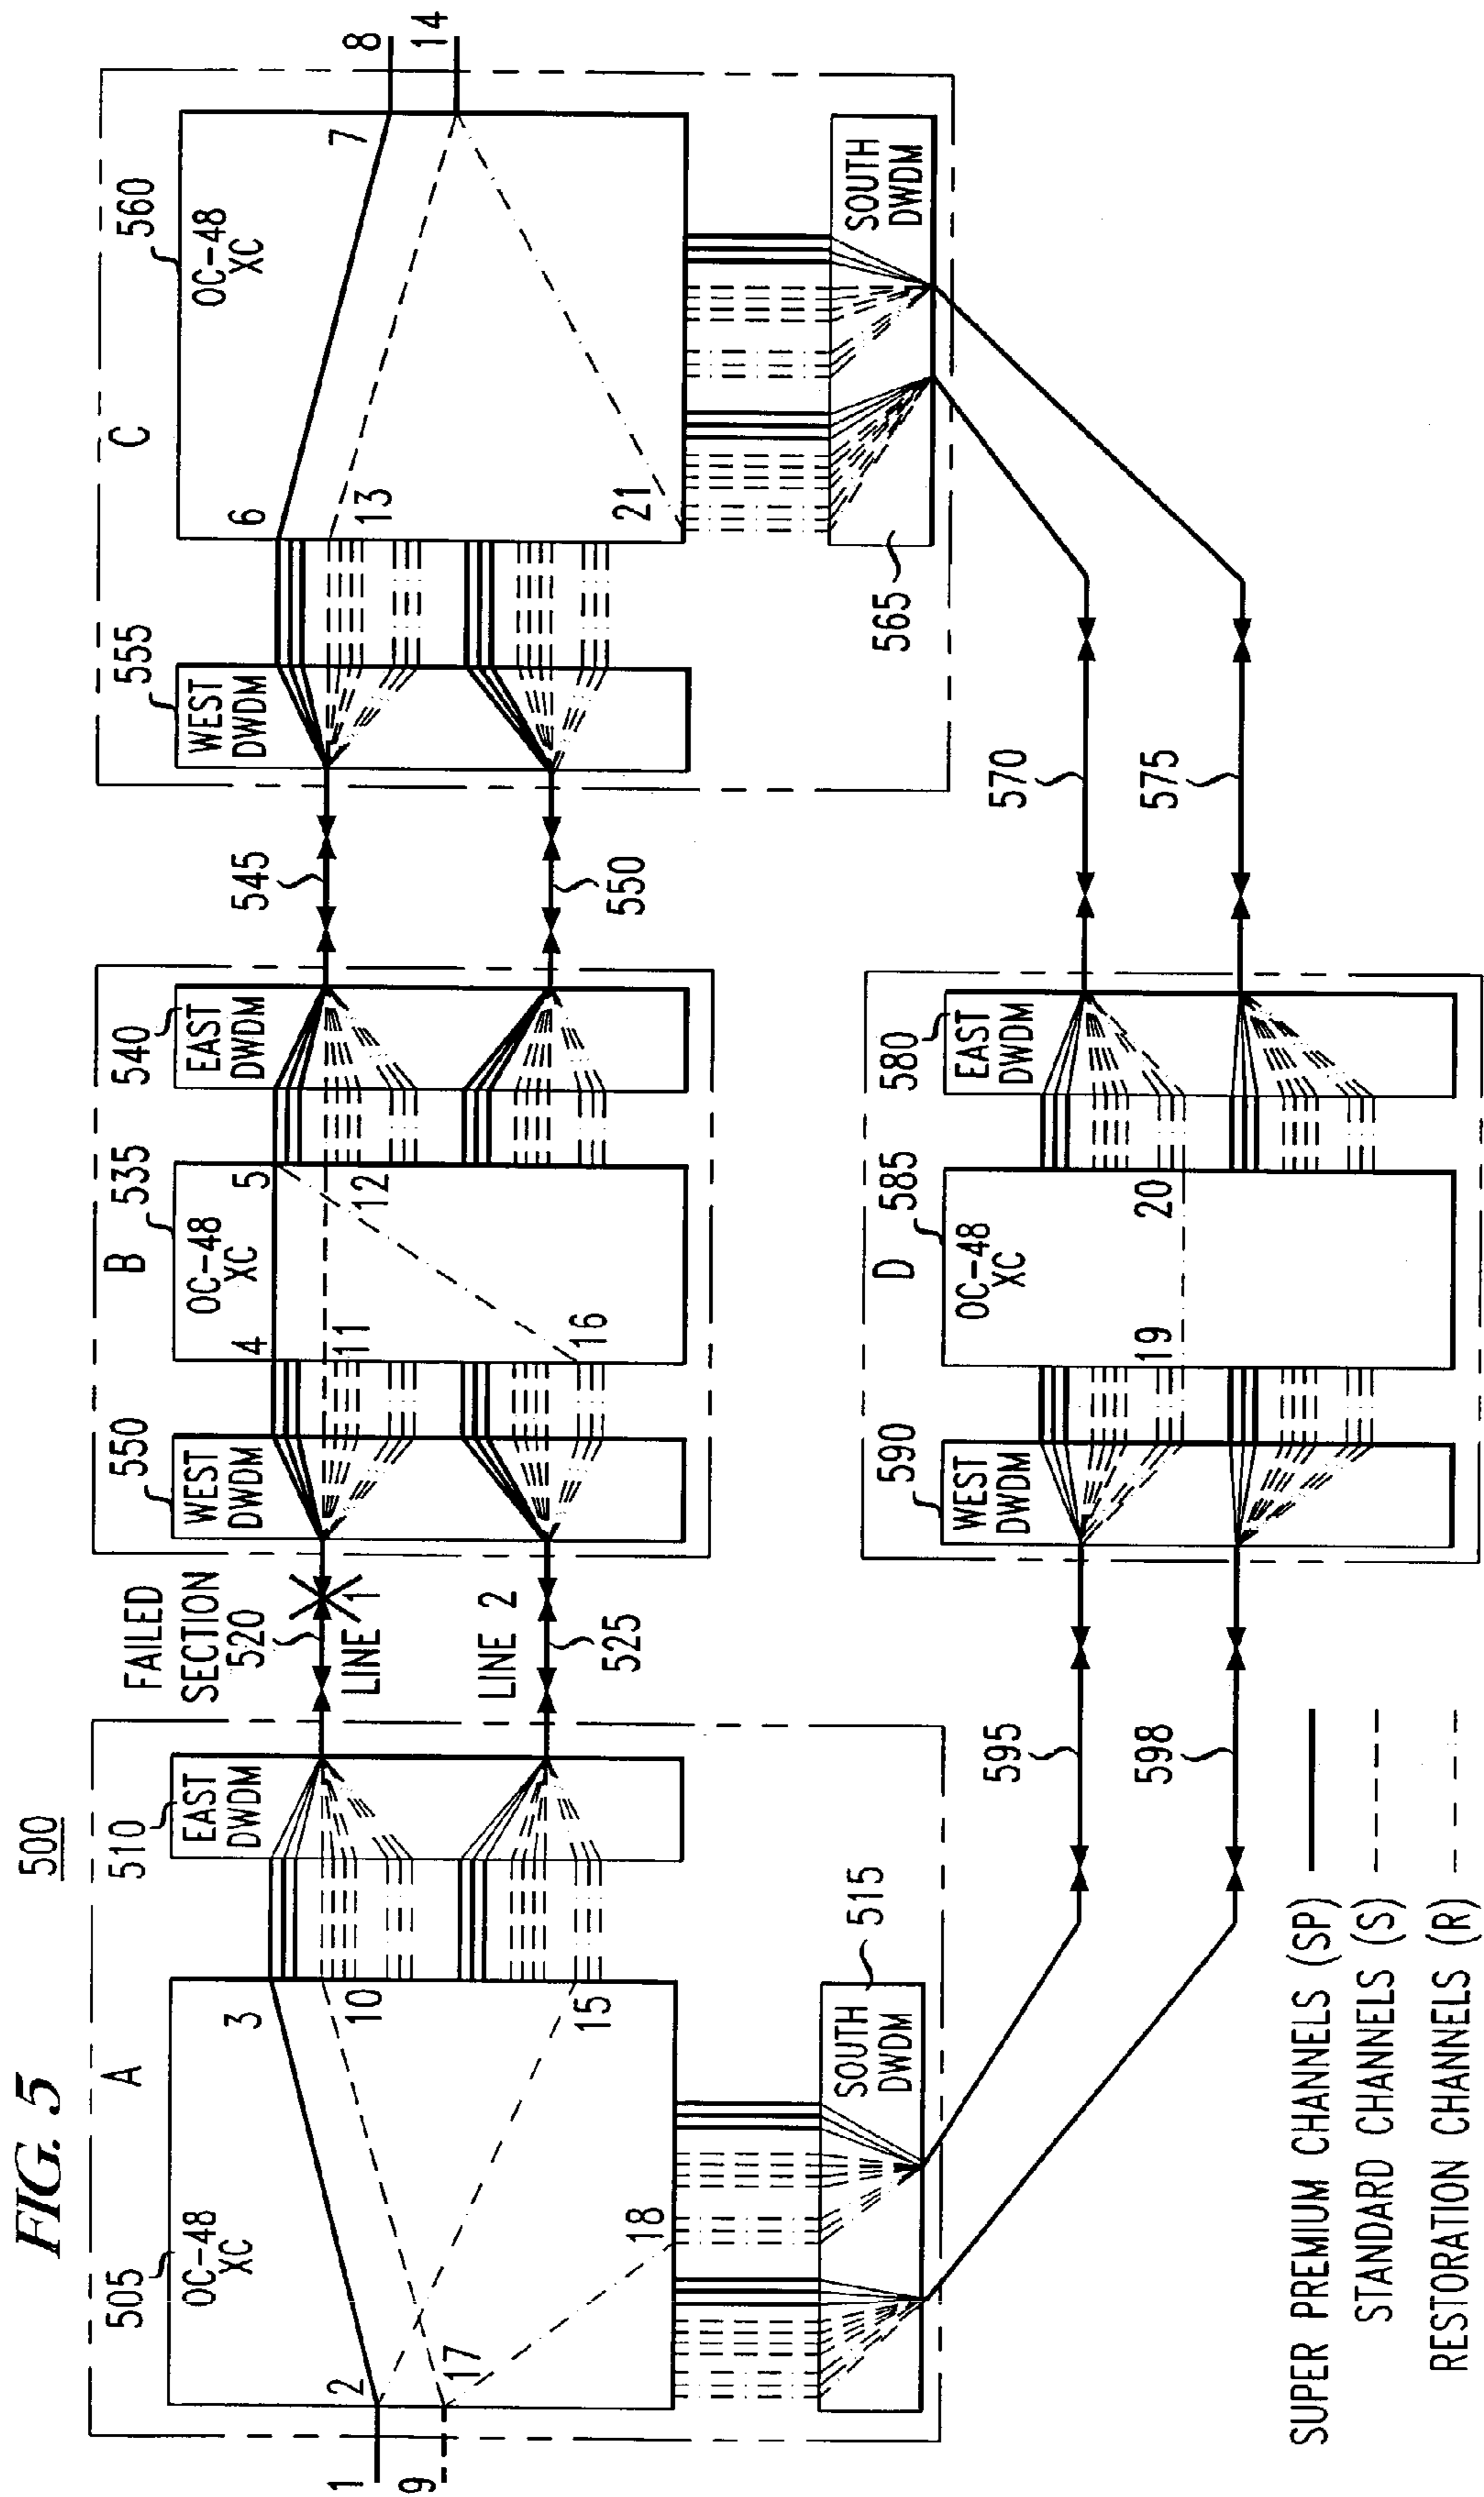 FIG. 5
500
A
505
OC-48
XC
1
2
9
17
3
10
15
18
510
EAST
DWDM
515
SOUTH
DWDM
FAILED
SECTION
520
LINE 1
LINE 2
525
B
550
WEST
DWDM
535
OC-48
XC
4
5
11
12
16
540
EAST
DWDM
545
550
C
555
WEST
DWDM
560
OC-48
XC
6
7
8
13
14
21
565
SOUTH
DWDM
570
575
D
590
WEST
DWDM
585
OC-48
XC
19
20
580
EAST
DWDM
595
598
SUPER PREMIUM CHANNELS (SP)
STANDARD CHANNELS (S)
RESTORATION CHANNELS (R)